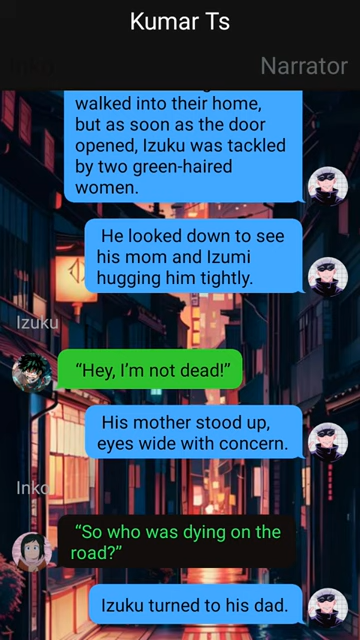 Kumar Ts
Inko
Narrator
walked into their home,
but as soon as the door
opened, Izuku was tackled
by two green-haired
women.
He looked down to see
his mom and Izumi
hugging him tightly.
Izuku
“Hey, I’m not dead!”
His mother stood up,
eyes wide with concern.
Inko
“So who was dying on the
road?”
Izuku turned to his dad.